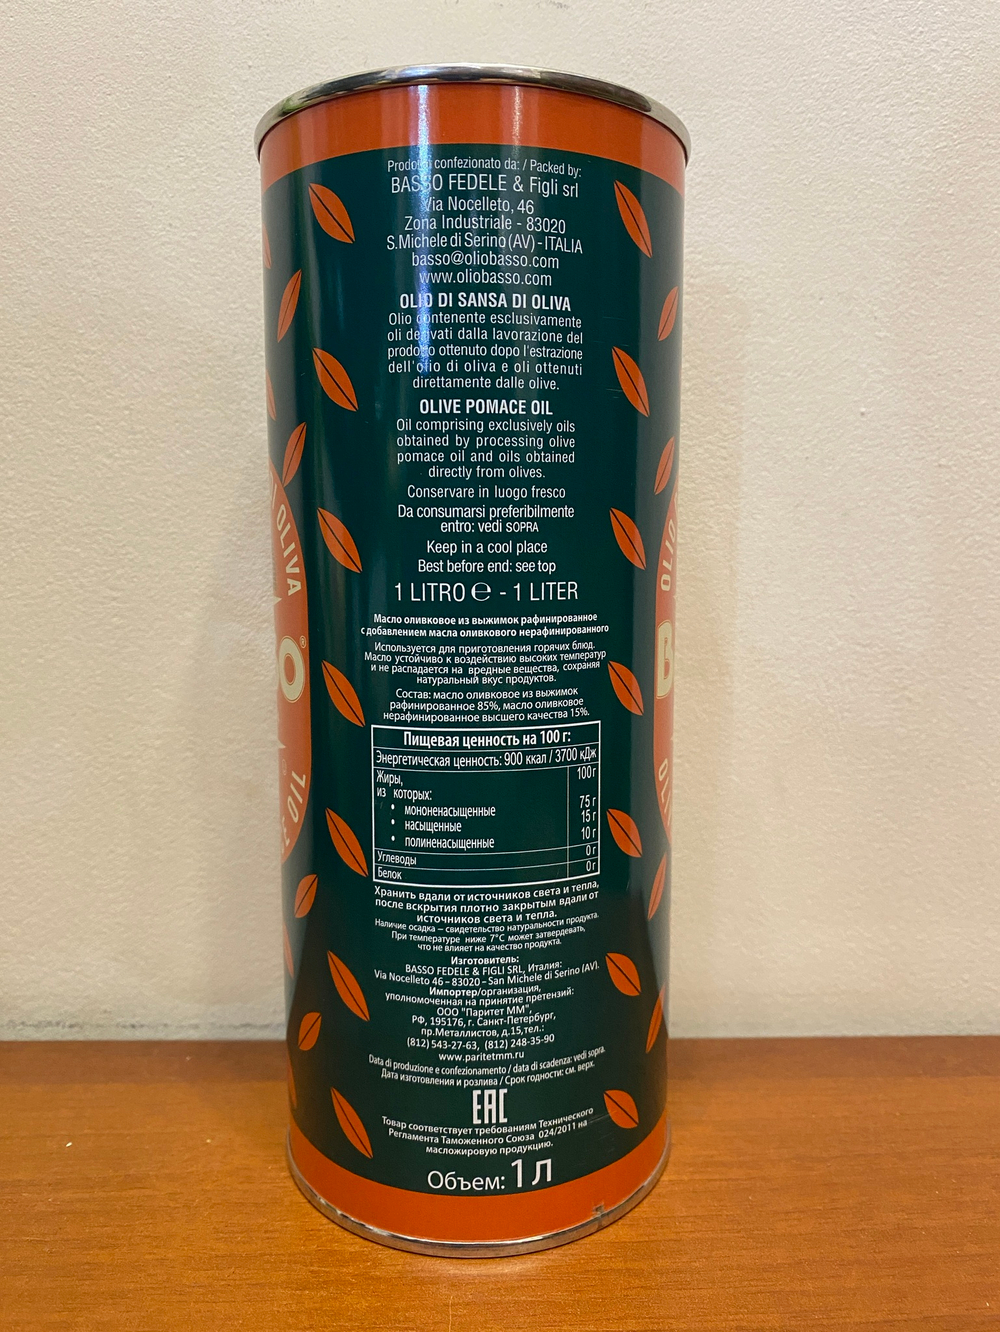 Prodotto confezionato da: / Packed by:
BASSO FEDELE & Figli srl
Via Nocelleto, 46
Zona Industriale - 83020
S.Michele di Serino (AV) - ITALIA
basso@oliobasso.com
www.oliobasso.com
OLIO DI SANSA DI OLIVA
Olio contenente esclusivamente
oli derivati dalla lavorazione del
prodotto ottenuto dopo l'estrazione
dell'olio di oliva e oli ottenuti
direttamente dalle olive.
OLIVE POMACE OIL
Oil comprising exclusively oils
obtained by processing olive
pomace oil and oils obtained
directly from olives.
Conservare in luogo fresco
Da consumarsi preferibilmente
entro: vedi SOPRA
Keep in a cool place
Best before end: see top
1 LITRO ℮ - 1 LITER
Масло оливковое из выжимок рафинированное
с добавлением масла оливкового нерафинированного
Используется для приготовления горячих блюд.
Масло устойчиво к воздействию высоких температур
и не распадается на вредные вещества, сохраняя
натуральный вкус продуктов.
Состав: масло оливковое из выжимок
рафинированное 85%, масло оливковое
нерафинированное высшего качества 15%.
Пищевая ценность на 100 г:
Энергетическая ценность: 900 ккал / 3700 кДж
Жиры, 100 г
из которых:
• мононенасыщенные 75 г
• насыщенные 15 г
• полиненасыщенные 10 г
Углеводы 0 г
Белок 0 г
Хранить вдали от источников света и тепла,
после вскрытия плотно закрытым вдали от
источников света и тепла.
Наличие осадка – свидетельство натуральности продукта.
При температуре ниже 7°С может затвердевать,
что не влияет на качество продукта.
Изготовитель:
BASSO FEDELE & FIGLI SRL, Италия:
Via Nocelleto 46 – 83020 – San Michele di Serino (AV).
Импортер/организация,
уполномоченная на принятие претензий:
ООО "Паритет ММ",
РФ, 195176, г. Санкт-Петербург,
пр.Металлистов, д.15,тел.:
(812) 543-27-63, (812) 248-35-90
www.paritetmm.ru
Data di produzione e confezionamento / data di scadenza: vedi sopra.
Дата изготовления и розлива / Срок годности: см. верх.
EAC
Товар соответствует требованиям Технического
Регламента Таможенного Союза 024/2011 на
масложировую продукцию.
Объем: 1 л
OLIVA
O®
OIL
OLIO
B